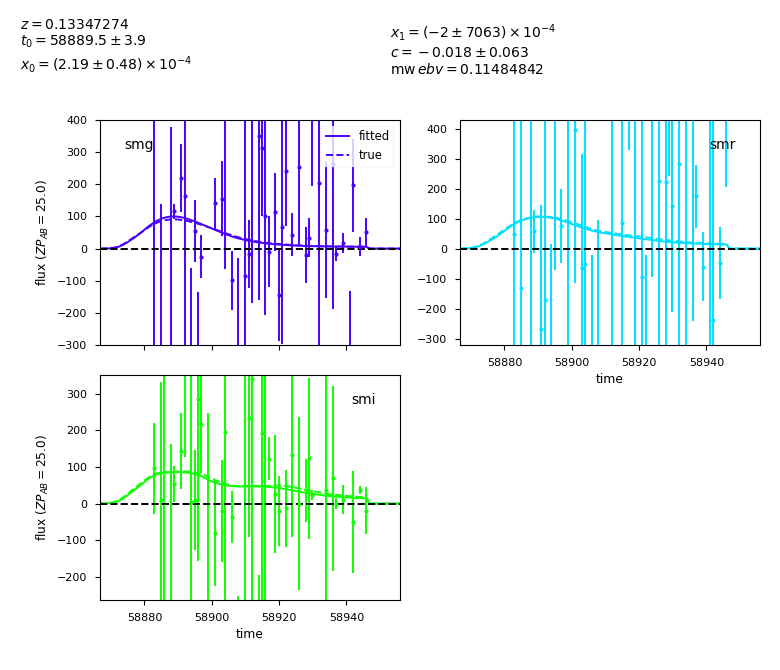 z = 0.13347274
t₀ = 58889.5 ± 3.9
x₀ = (2.19 ± 0.48) × 10⁻⁴
x₁ = (−2 ± 7063) × 10⁻⁴
c = −0.018 ± 0.063
mw ebv = 0.11484842
smg
fitted
true
400
300
200
100
0
−100
−200
−300
flux (ZP_AB = 25.0)
smr
400
300
200
100
0
−100
−200
−300
58880 58900 58920 58940
time
smi
300
200
100
0
−100
−200
flux (ZP_AB = 25.0)
58880 58900 58920 58940
time